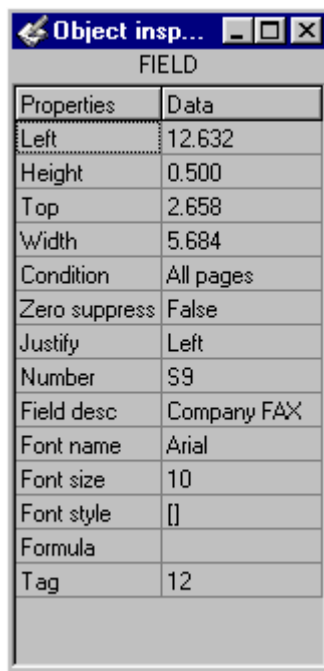 Object insp...
FIELD
Properties Data
Left 12.632
Height 0.500
Top 2.658
Width 5.684
Condition All pages
Zero suppress False
Justify Left
Number S9
Field desc Company FAX
Font name Arial
Font size 10
Font style []
Formula
Tag 12